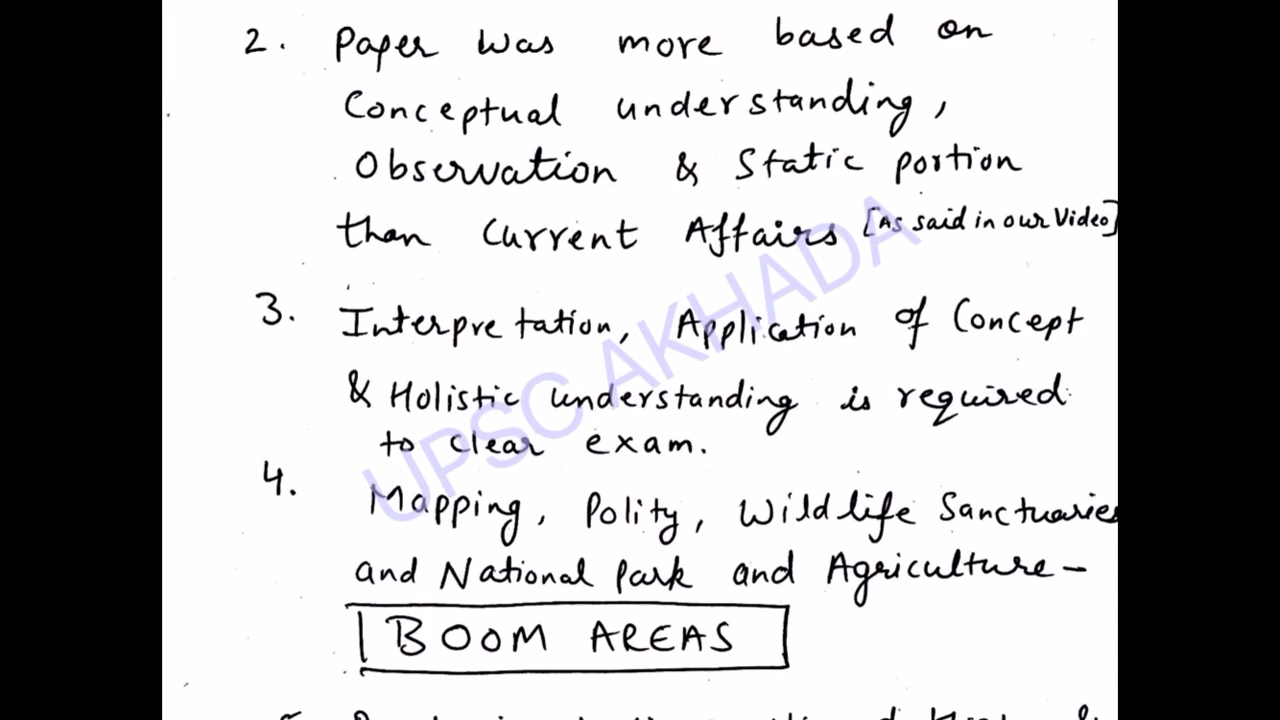 2. Paper was more based on
Conceptual understanding,
Observation & Static portion
than Current Affairs [As said in our Video]
3. Interpretation, Application of Concept
& Holistic understanding is required
to clear exam.
4. Mapping, Polity, Wildlife Sanctuaries
and National Park and Agriculture -
BOOM AREAS
UPSC AKHADA